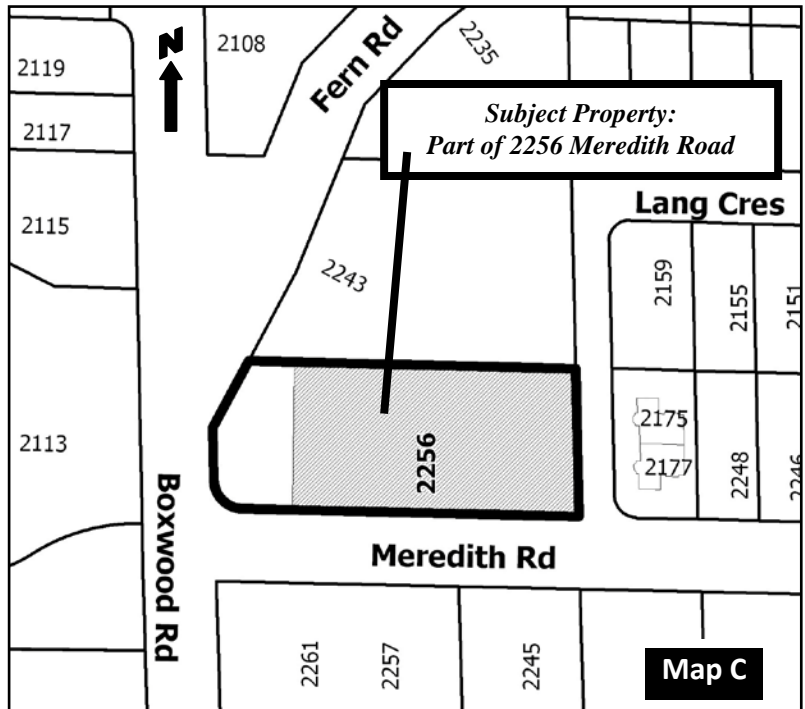 N
2108
2119
Fern Rd
2235
2117
Subject Property:
Part of 2256 Meredith Road
Lang Cres
2115
2243
2159
2155
2151
2113
2256
2175
2177
2248
2246
Boxwood Rd
Meredith Rd
2261
2257
2245
Map C